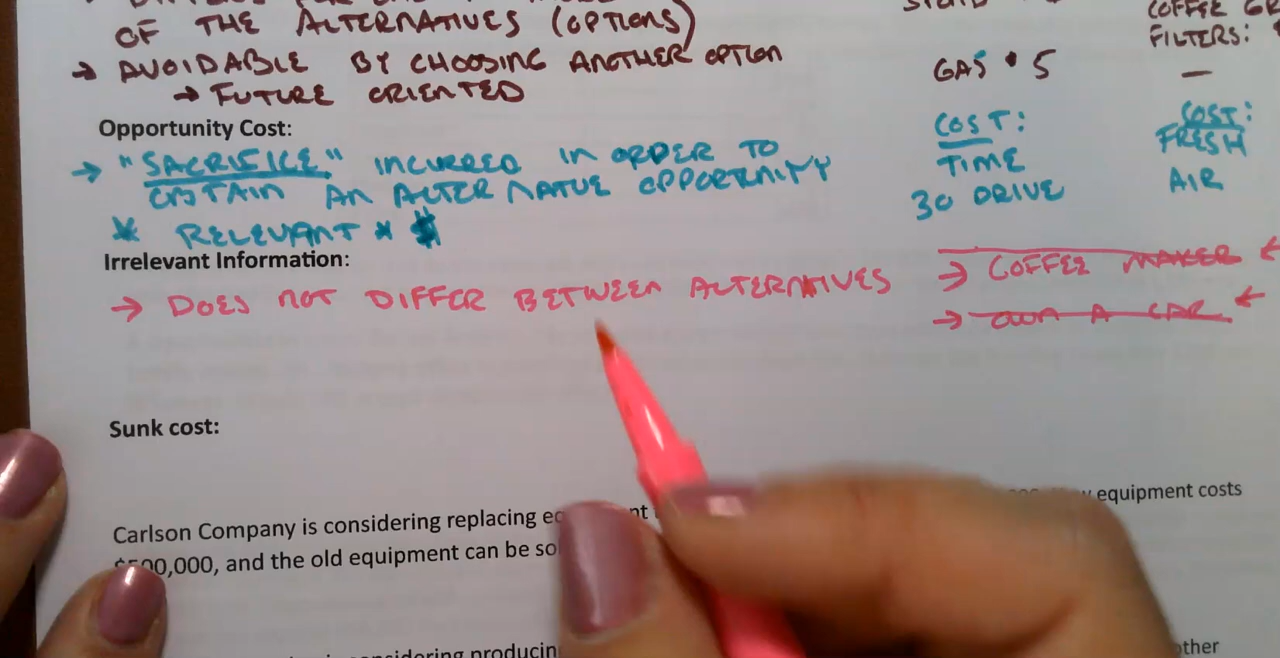 OF THE ALTERNATIVES (OPTIONS)
→ AVOIDABLE BY CHOOSING ANOTHER OPTION
→ FUTURE ORIENTED
COFFEE
FILTERS:
GAS $5 —
Opportunity Cost:
→ "SACRIFICE" INCURRED IN ORDER TO
OBTAIN AN ALTERNATIVE OPPORTUNITY
* RELEVANT * $
COST:
TIME
30 DRIVE
COST:
FRESH
AIR
Irrelevant Information:
→ DOES NOT DIFFER BETWEEN ALTERNATIVES
→ COFFEE MAKER ←
→ OWN A CAR ←
Sunk cost:
Carlson Company is considering replacing equipment costs
$500,000, and the old equipment can be
considering
other